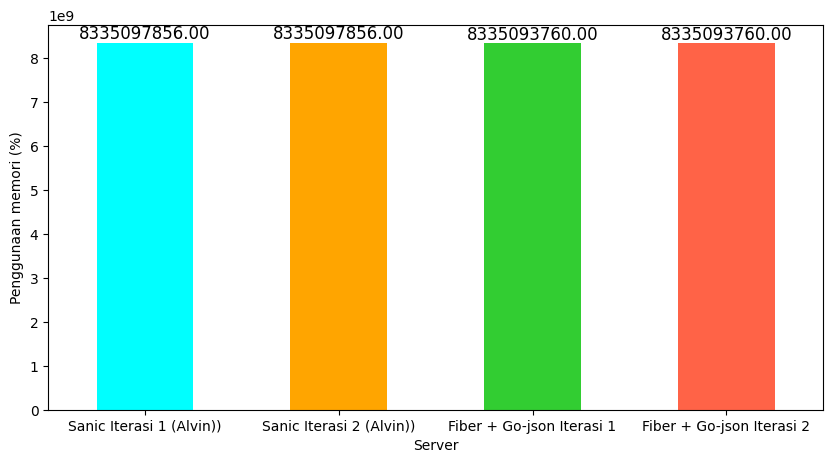 1e9
8335097856.00 8335097856.00 8335093760.00 8335093760.00
8
7
6
5
4
3
2
1
0
Penggunaan memori (%)
Sanic Iterasi 1 (Alvin)) Sanic Iterasi 2 (Alvin)) Fiber + Go-json Iterasi 1 Fiber + Go-json Iterasi 2
Server